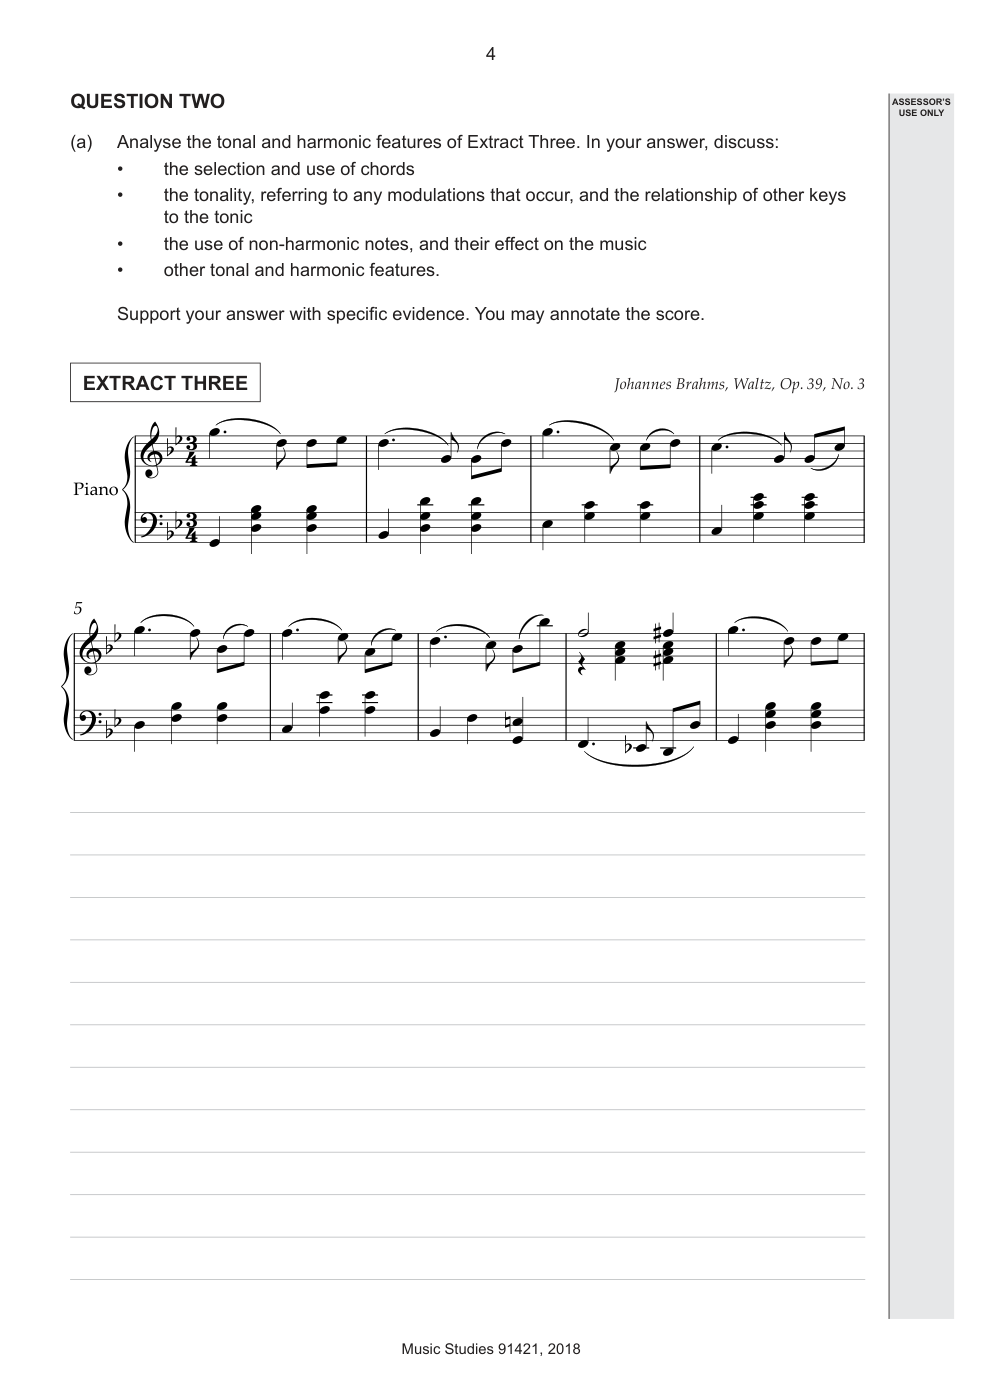 4
QUESTION TWO
ASSESSOR'S
USE ONLY
(a) Analyse the tonal and harmonic features of Extract Three. In your answer, discuss:
• the selection and use of chords
• the tonality, referring to any modulations that occur, and the relationship of other keys
to the tonic
• the use of non-harmonic notes, and their effect on the music
• other tonal and harmonic features.
Support your answer with specific evidence. You may annotate the score.
EXTRACT THREE
Johannes Brahms, Waltz, Op. 39, No. 3
3
4
Piano
3
4
5
Music Studies 91421, 2018